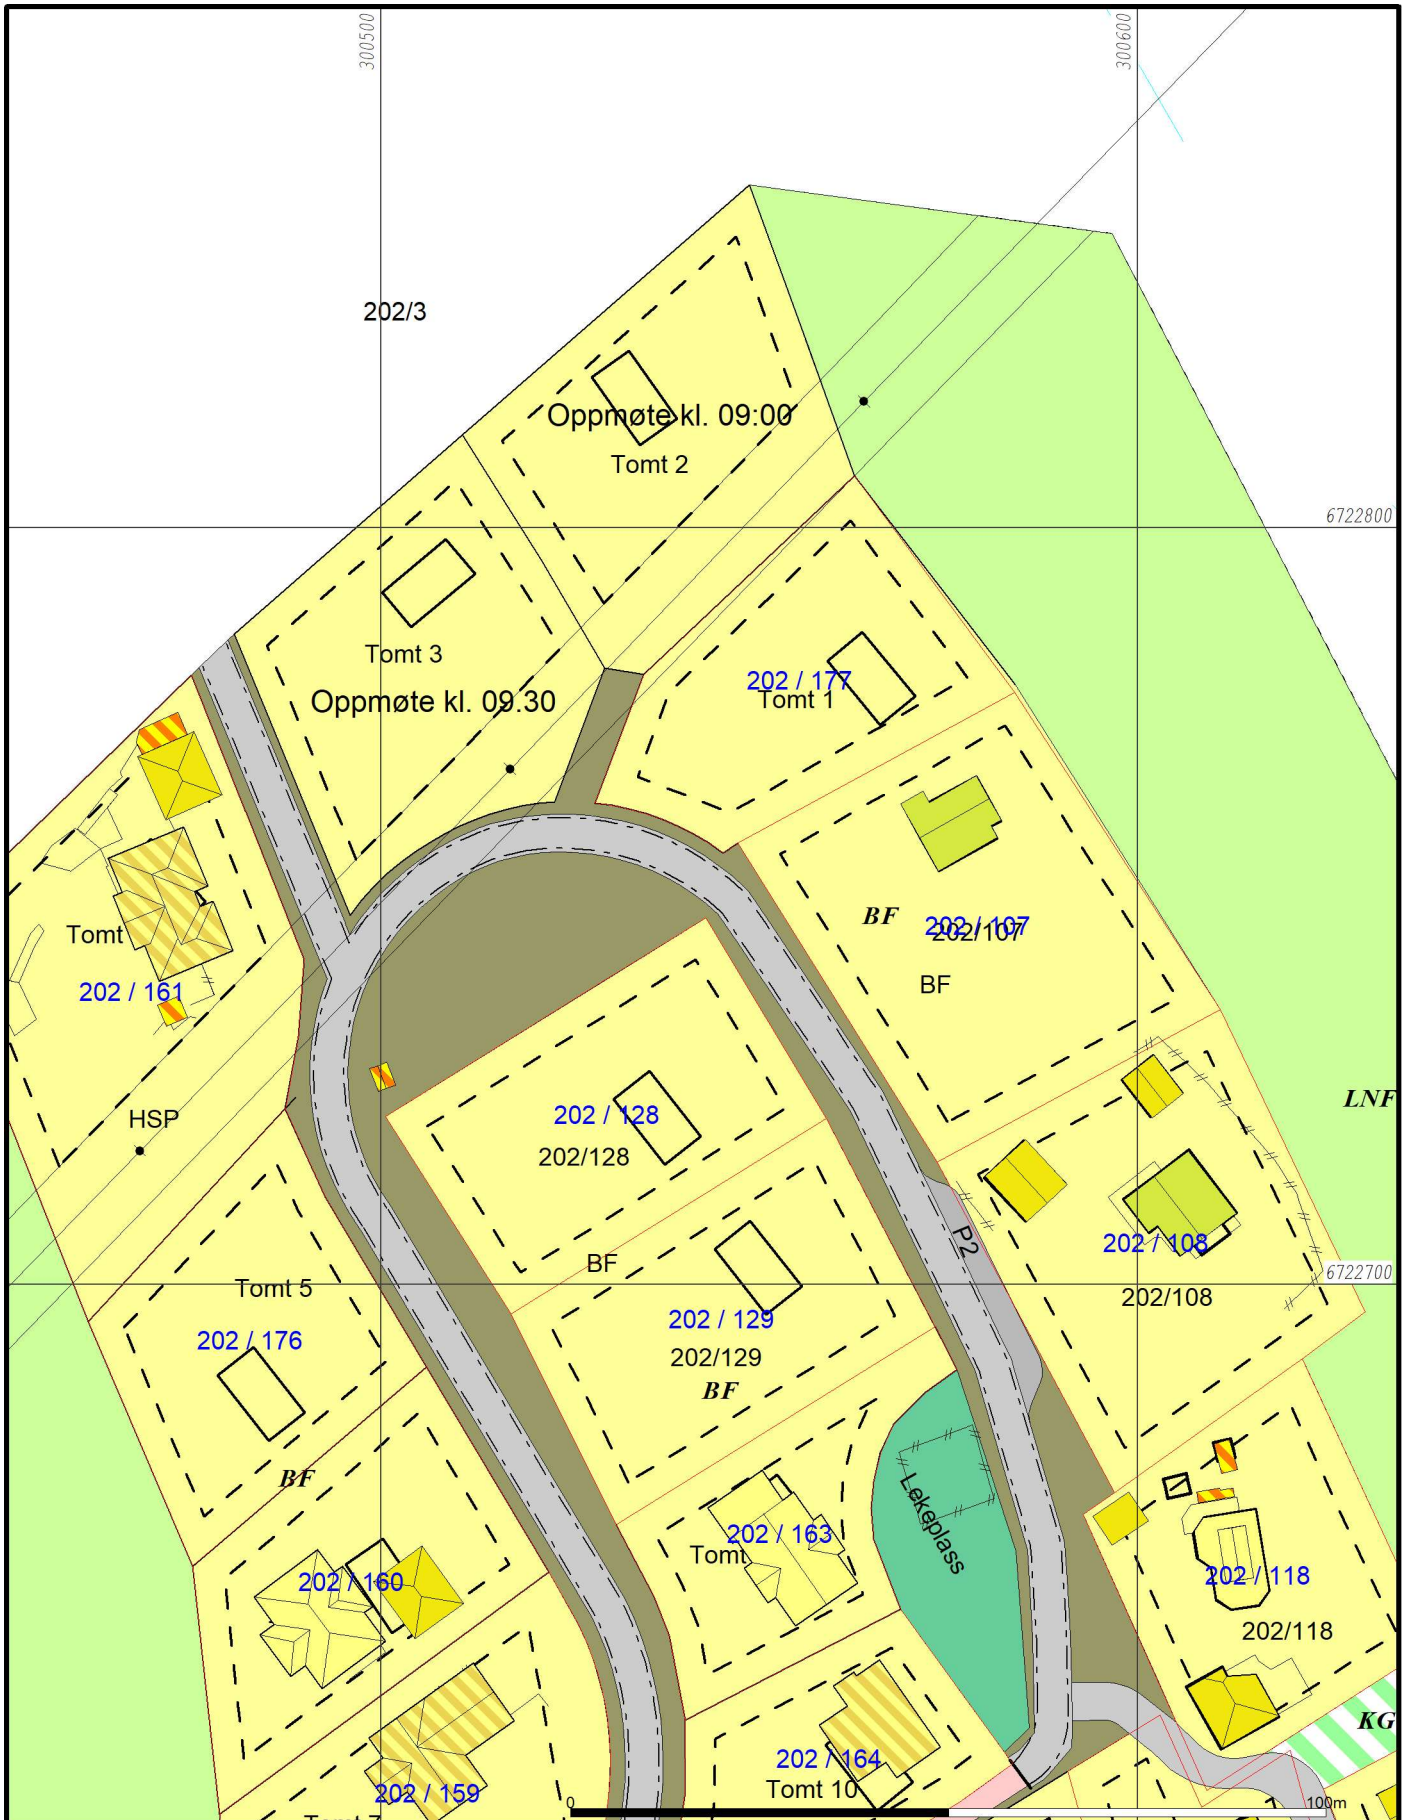 300500
300600
202/3
Oppmøte kl. 09:00
Tomt 2
6722800
Tomt 3
202 / 177
Oppmøte kl. 09.30
Tomt 1
BF
202 / 107
202/107
Tomt
BF
202 / 161
LNF
HSP
202 / 128
202/128
P2
202 / 108
BF
6722700
Tomt 5
202/108
202 / 129
202 / 176
202/129
BF
BF
Lekeplass
202 / 163
Tomt
202 / 160
202 / 118
202/118
KG
202 / 164
Tomt 10
202 / 159
0
100m